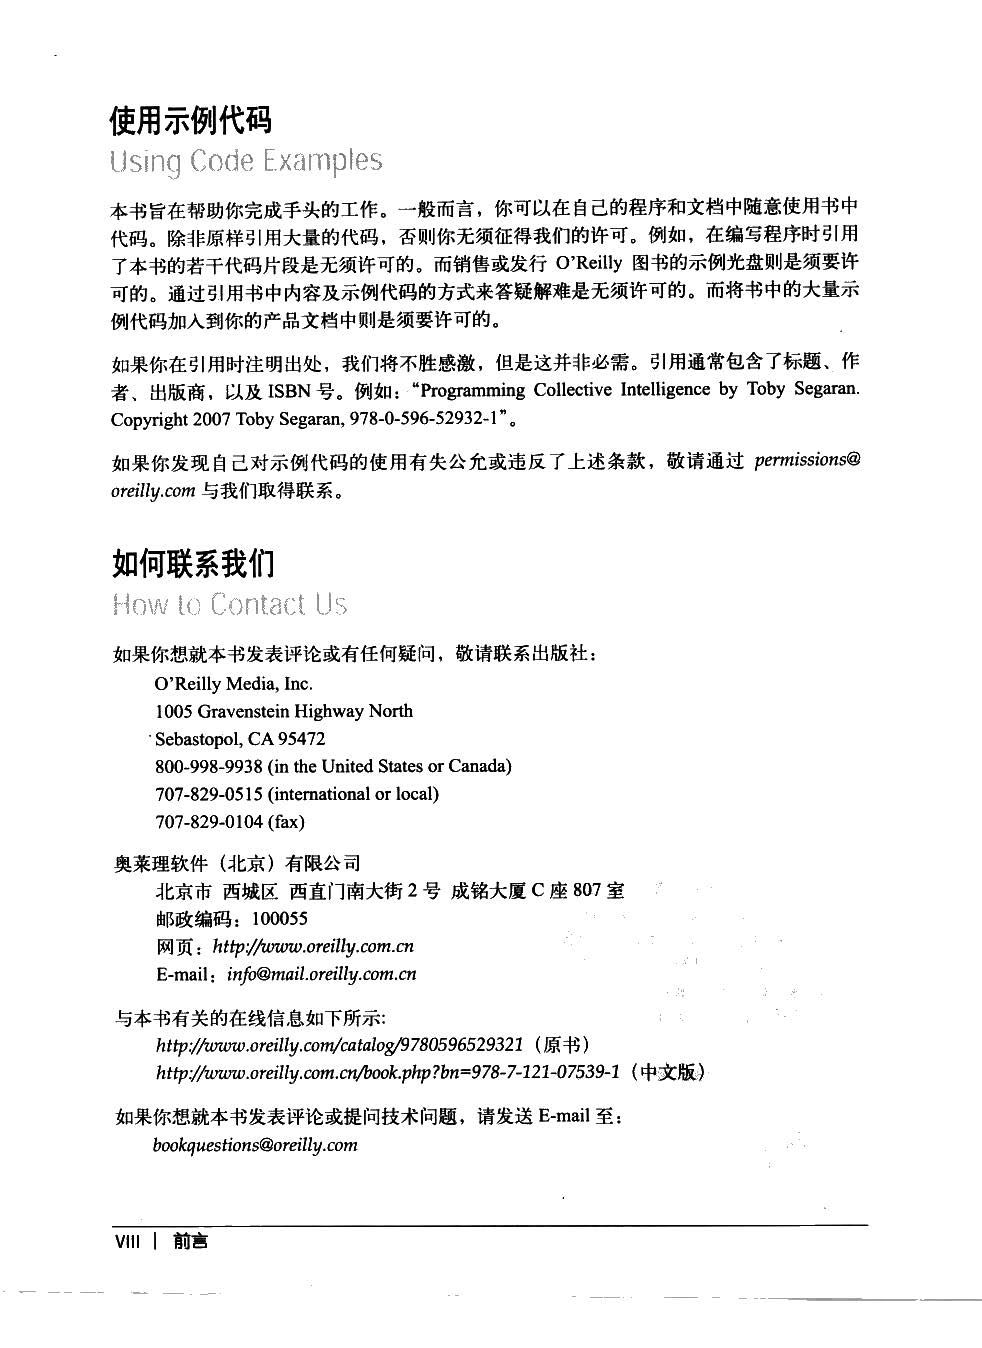 使用示例代码
Using Code Examples
本书旨在帮助你完成手头的工作。一般而言，你可以在自己的程序和文档中随意使用书中
代码。除非原样引用大量的代码，否则你无须征得我们的许可。例如，在编写程序时引用
了本书的若干代码片段是无须许可的。而销售或发行 O’Reilly 图书的示例光盘则是须要许
可的。通过引用书中内容及示例代码的方式来答疑解难是无须许可的。而将书中的大量示
例代码加入到你的产品文档中则是须要许可的。
如果你在引用时注明出处，我们将不胜感激，但是这并非必需。引用通常包含了标题、作
者、出版商，以及 ISBN 号。例如：“Programming Collective Intelligence by Toby Segaran.
Copyright 2007 Toby Segaran, 978-0-596-52932-1”。
如果你发现自己对示例代码的使用有失公允或违反了上述条款，敬请通过 permissions@
oreilly.com 与我们取得联系。
如何联系我们
How to Contact Us
如果你想就本书发表评论或有任何疑问，敬请联系出版社：
O’Reilly Media, Inc.
1005 Gravenstein Highway North
Sebastopol, CA 95472
800-998-9938 (in the United States or Canada)
707-829-0515 (international or local)
707-829-0104 (fax)
奥莱理软件（北京）有限公司
北京市 西城区 西直门南大街 2 号 成铭大厦 C 座 807 室
邮政编码：100055
网页：http://www.oreilly.com.cn
E-mail：info@mail.oreilly.com.cn
与本书有关的在线信息如下所示:
http://www.oreilly.com/catalog/9780596529321（原书）
http://www.oreilly.com.cn/book.php?bn=978-7-121-07539-1（中文版）
如果你想就本书发表评论或提问技术问题，请发送 E-mail 至：
bookquestions@oreilly.com
VIII | 前言